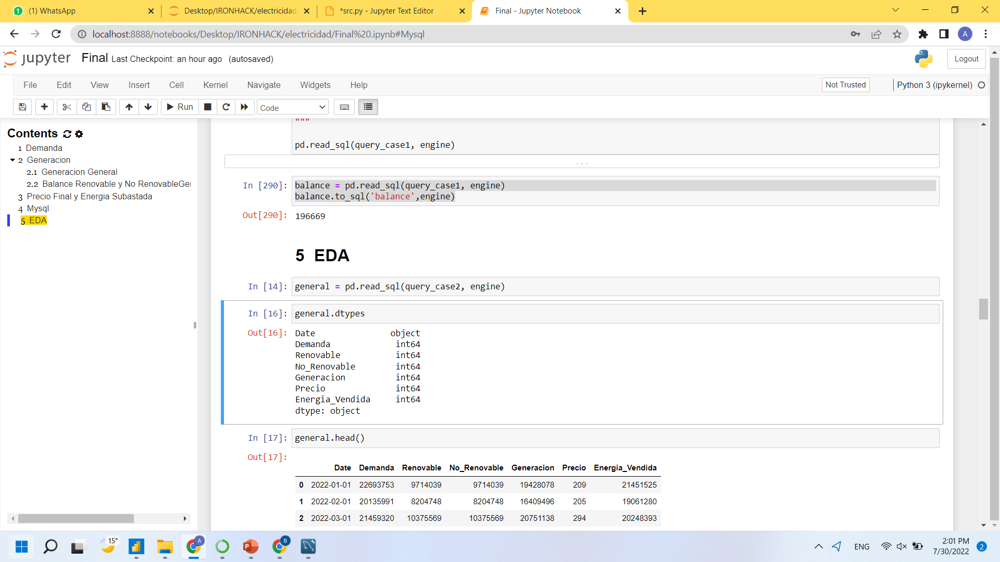 (1) WhatsApp
Desktop/IRONHACK/electricidad
*src.py - Jupyter Text Editor
Final - Jupyter Notebook
localhost:8888/notebooks/Desktop/IRONHACK/electricidad/Final%20.ipynb#Mysql
A
jupyter Final Last Checkpoint: an hour ago (autosaved)
Logout
File Edit View Insert Cell Kernel Navigate Widgets Help
Not Trusted
Python 3 (ipykernel)
Run
Code
Contents
1 Demanda
2 Generacion
2.1 Generacion General
2.2 Balance Renovable y No RenovableGe
3 Precio Final y Energia Subastada
4 Mysql
5 EDA
"""
pd.read_sql(query_case1, engine)
...
In [290]: balance = pd.read_sql(query_case1, engine)
balance.to_sql('balance',engine)
Out[290]: 196669
5 EDA
In [14]: general = pd.read_sql(query_case2, engine)
In [16]: general.dtypes
Out[16]: Date object
Demanda int64
Renovable int64
No_Renovable int64
Generacion int64
Precio int64
Energia_Vendida int64
dtype: object
In [17]: general.head()
Out[17]:
Date Demanda Renovable No_Renovable Generacion Precio Energia_Vendida
0 2022-01-01 22693753 9714039 9714039 19428078 209 21451525
1 2022-02-01 20135991 8204748 8204748 16409496 205 19061280
2 2022-03-01 21459320 10375569 10375569 20751138 294 20248393
15°
A
P
B
ENG
2:01 PM
7/30/2022
2